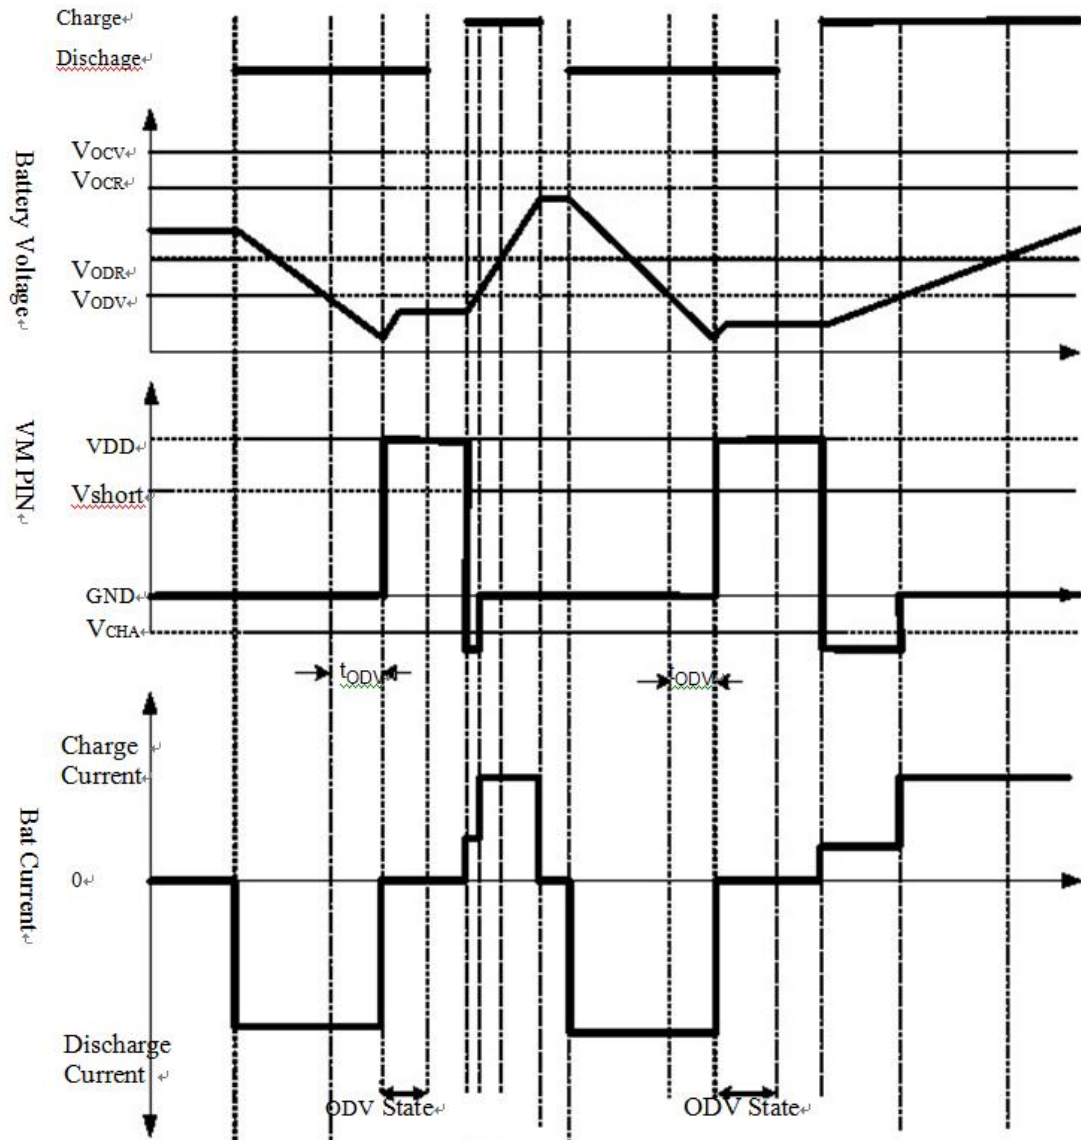 Charge
Dischage
Battery Voltage
VOCV
VOCR
VODR
VODV
VM PIN
VDD
Vshort
GND
VCHA
tODV
tODV
Bat Current
Charge
Current
0
Discharge
Current
ODV State
ODV State